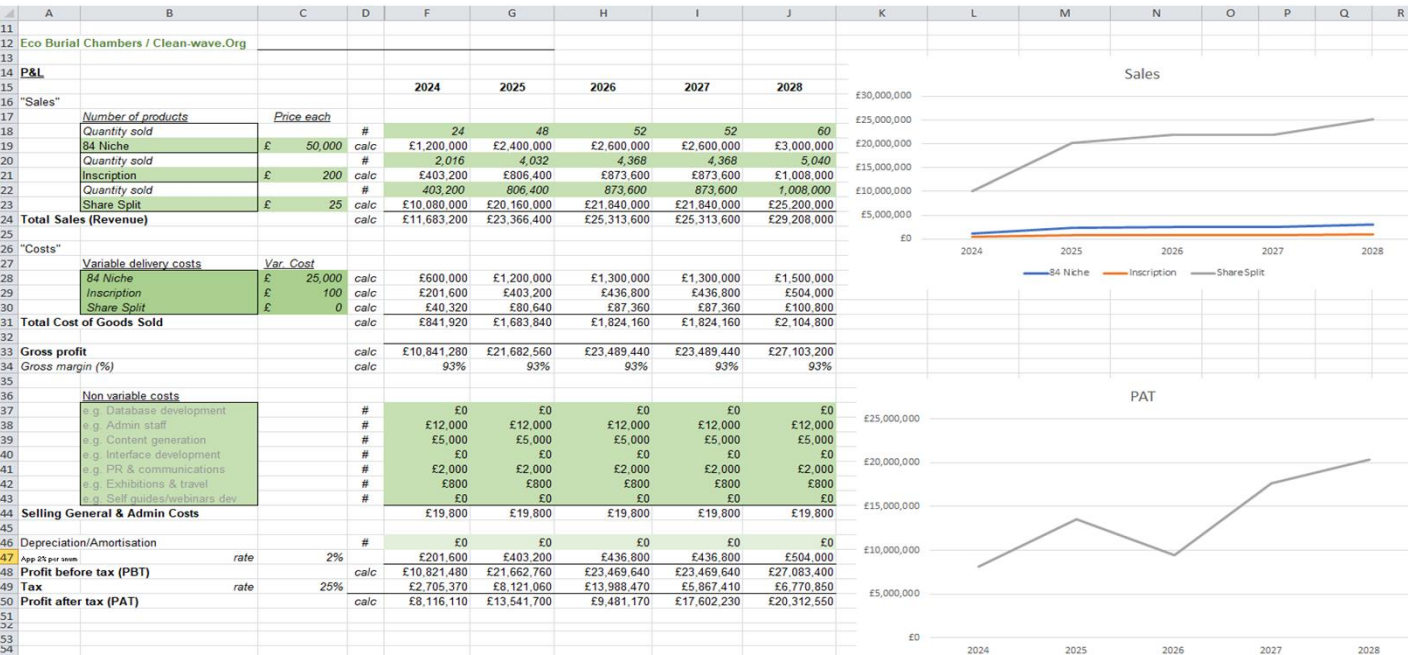 A B C D F G H I J K L M N O P Q R
11
12 Eco Burial Chambers / Clean-wave.Org
13
14 P&L
15 2024 2025 2026 2027 2028
16 "Sales"
17 Number of products Price each
18 Quantity sold # 24 48 52 52 60
19 84 Niche £ 50,000 calc £1,200,000 £2,400,000 £2,600,000 £2,600,000 £3,000,000
20 Quantity sold # 2,016 4,032 4,368 4,368 5,040
21 Inscription £ 200 calc £403,200 £806,400 £873,600 £873,600 £1,008,000
22 Quantity sold # 403,200 806,400 873,600 873,600 1,008,000
23 Share Split £ 25 calc £10,080,000 £20,160,000 £21,840,000 £21,840,000 £25,200,000
24 Total Sales (Revenue) calc £11,683,200 £23,366,400 £25,313,600 £25,313,600 £29,208,000
25
26 "Costs"
27 Variable delivery costs Var. Cost
28 84 Niche £ 25,000 calc £600,000 £1,200,000 £1,300,000 £1,300,000 £1,500,000
29 Inscription £ 100 calc £201,600 £403,200 £436,800 £436,800 £504,000
30 Share Split £ 0 calc £40,320 £80,640 £87,360 £87,360 £100,800
31 Total Cost of Goods Sold calc £841,920 £1,683,840 £1,824,160 £1,824,160 £2,104,800
32
33 Gross profit calc £10,841,280 £21,682,560 £23,489,440 £23,489,440 £27,103,200
34 Gross margin (%) calc 93% 93% 93% 93% 93%
35
36 Non variable costs
37 e.g. Database development # £0 £0 £0 £0 £0
38 e.g. Admin staff # £12,000 £12,000 £12,000 £12,000 £12,000
39 e.g. Content generation # £5,000 £5,000 £5,000 £5,000 £5,000
40 e.g. Interface development # £0 £0 £0 £0 £0
41 e.g. PR & communications # £2,000 £2,000 £2,000 £2,000 £2,000
42 e.g. Exhibitions & travel # £800 £800 £800 £800 £800
43 e.g. Self guides/webinars dev # £0 £0 £0 £0 £0
44 Selling General & Admin Costs £19,800 £19,800 £19,800 £19,800 £19,800
45
46 Depreciation/Amortisation # £0 £0 £0 £0 £0
47 App 2% per anum rate 2% £201,600 £403,200 £436,800 £436,800 £504,000
48 Profit before tax (PBT) calc £10,821,480 £21,662,760 £23,469,640 £23,469,640 £27,083,400
49 Tax rate 25% £2,705,370 £8,121,060 £13,988,470 £5,867,410 £6,770,850
50 Profit after tax (PAT) calc £8,116,110 £13,541,700 £9,481,170 £17,602,230 £20,312,550
51
52
53
54
Sales
£30,000,000
£25,000,000
£20,000,000
£15,000,000
£10,000,000
£5,000,000
£0
2024 2025 2026 2027 2028
84 Niche Inscription Share Split
PAT
£25,000,000
£20,000,000
£15,000,000
£10,000,000
£5,000,000
£0
2024 2025 2026 2027 2028